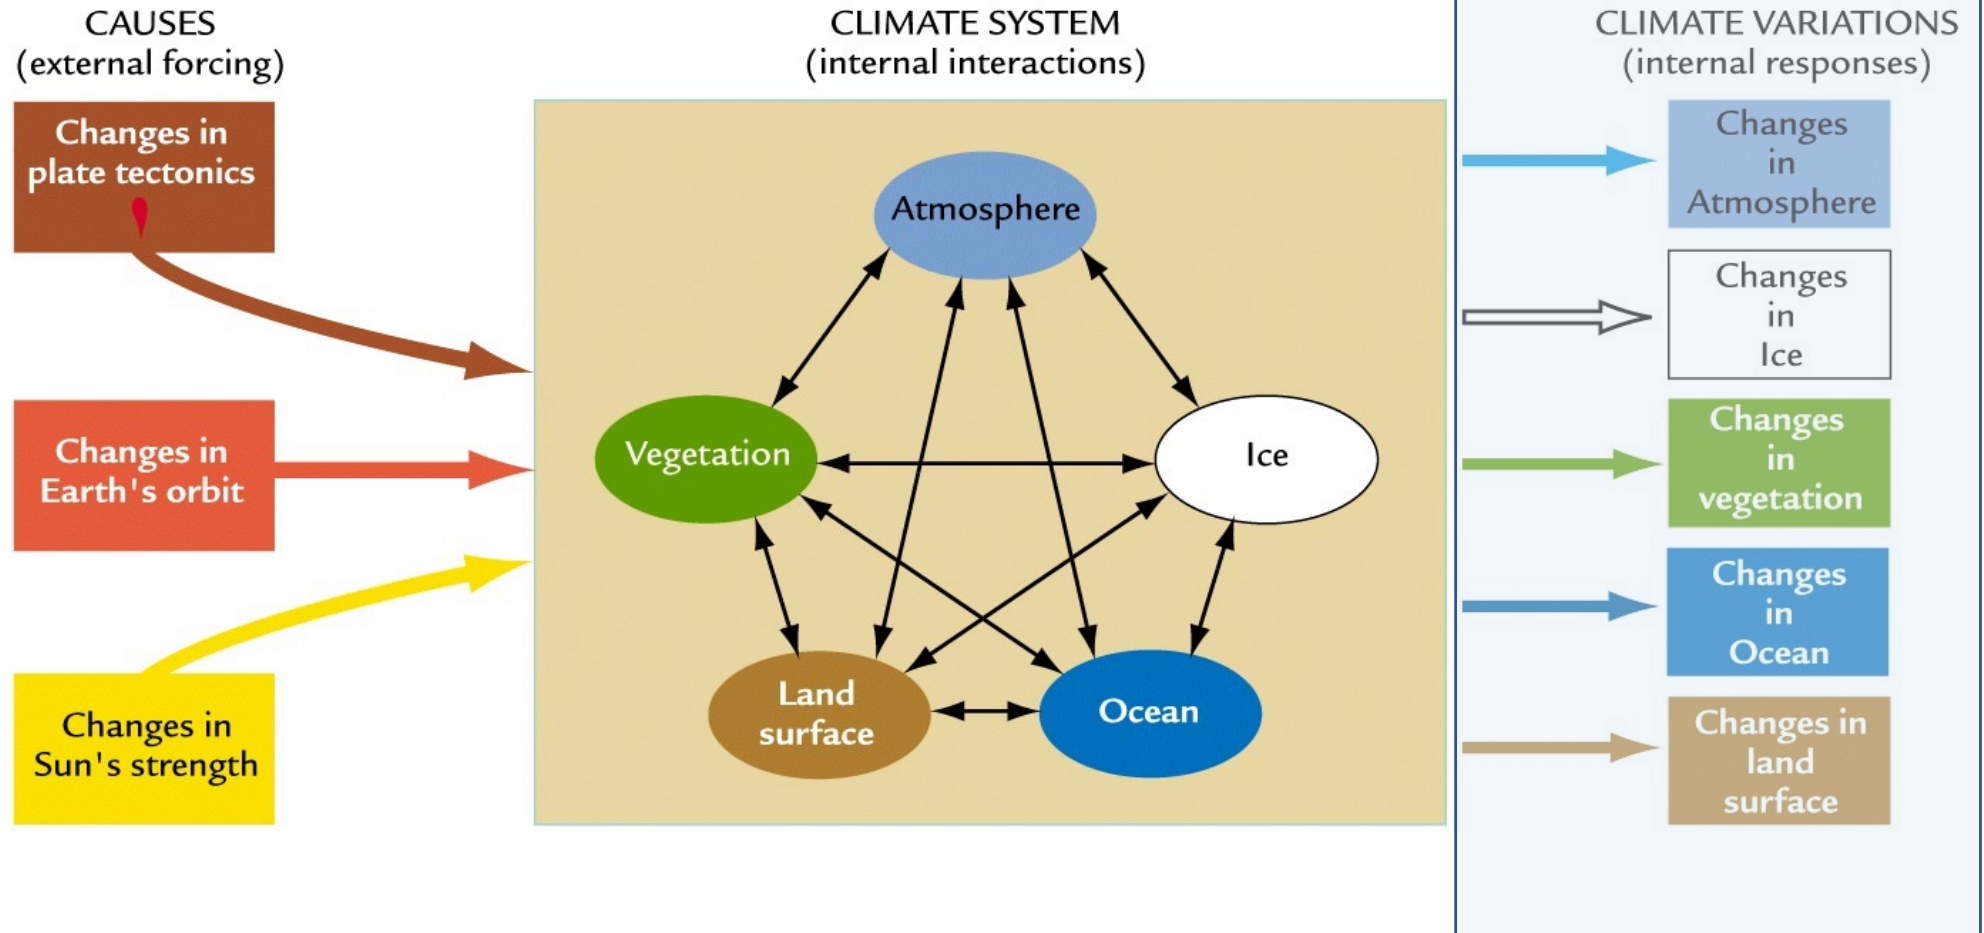 CAUSES
(external forcing)
Changes in
plate tectonics
Changes in
Earth's orbit
Changes in
Sun's strength
CLIMATE SYSTEM
(internal interactions)
Atmosphere
Vegetation
Ice
Land
surface
Ocean
CLIMATE VARIATIONS
(internal responses)
Changes
in
Atmosphere
Changes
in
Ice
Changes
in
vegetation
Changes
in
Ocean
Changes in
land
surface